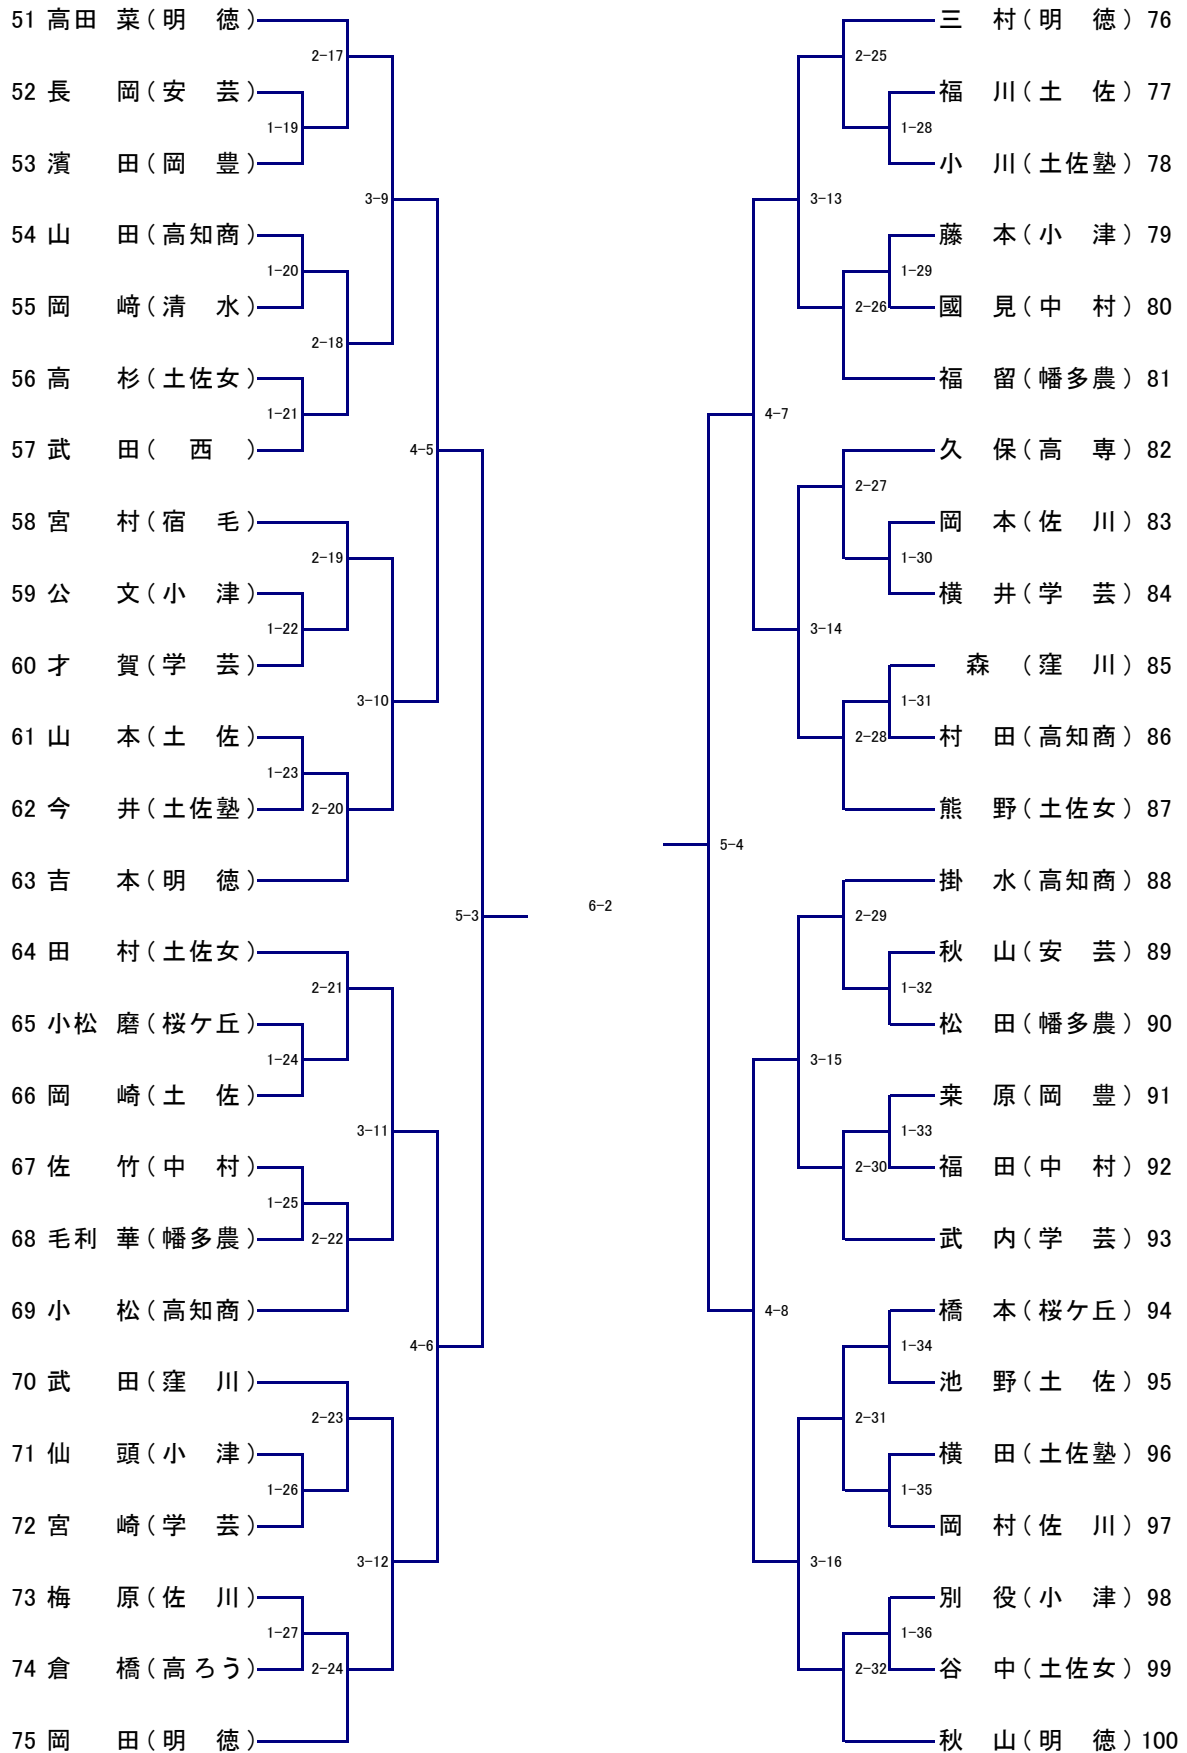 51 高田 菜(明 徳)
2-17
52 長 岡(安 芸)
1-19
53 濱 田(岡 豊)
3-9
54 山 田(高知商)
1-20
55 岡 﨑(清 水)
2-18
56 高 杉(土佐女)
1-21
57 武 田( 西 )
4-5
58 宮 村(宿 毛)
2-19
59 公 文(小 津)
1-22
60 才 賀(学 芸)
3-10
61 山 本(土 佐)
1-23
62 今 井(土佐塾)
2-20
63 吉 本(明 徳)
5-3
64 田 村(土佐女)
2-21
65 小松 磨(桜ケ丘)
1-24
66 岡 崎(土 佐)
3-11
67 佐 竹(中 村)
1-25
68 毛利 華(幡多農)
2-22
69 小 松(高知商)
4-6
70 武 田(窪 川)
2-23
71 仙 頭(小 津)
1-26
72 宮 崎(学 芸)
3-12
73 梅 原(佐 川)
1-27
74 倉 橋(高ろう)
2-24
75 岡 田(明 徳)
6-2
三 村(明 徳) 76
2-25
福 川(土 佐) 77
1-28
小 川(土佐塾) 78
3-13
藤 本(小 津) 79
1-29
國 見(中 村) 80
2-26
福 留(幡多農) 81
4-7
久 保(高 専) 82
2-27
岡 本(佐 川) 83
1-30
横 井(学 芸) 84
3-14
森 (窪 川) 85
1-31
村 田(高知商) 86
2-28
熊 野(土佐女) 87
5-4
掛 水(高知商) 88
2-29
秋 山(安 芸) 89
1-32
松 田(幡多農) 90
3-15
桒 原(岡 豊) 91
1-33
福 田(中 村) 92
2-30
武 内(学 芸) 93
4-8
橋 本(桜ケ丘) 94
1-34
池 野(土 佐) 95
2-31
横 田(土佐塾) 96
1-35
岡 村(佐 川) 97
3-16
別 役(小 津) 98
1-36
谷 中(土佐女) 99
2-32
秋 山(明 徳) 100